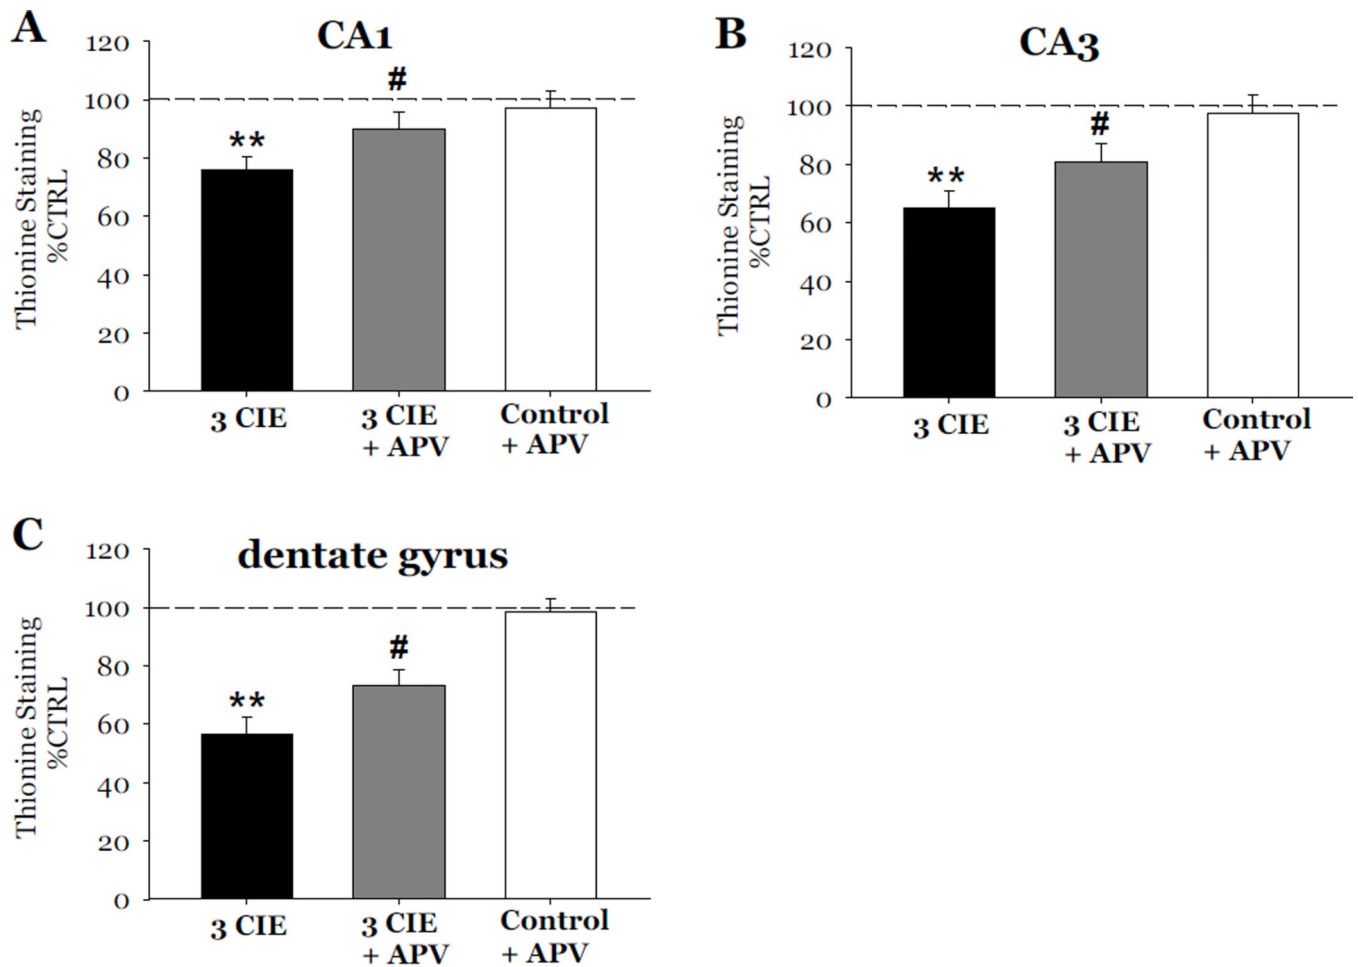 A
CA1
Thionine Staining
%CTRL
120
100
80
60
40
20
0
**
#
3 CIE
3 CIE
+ APV
Control
+ APV
B
CA3
Thionine Staining
%CTRL
120
100
80
60
40
20
0
**
#
3 CIE
3 CIE
+ APV
Control
+ APV
C
dentate gyrus
Thionine Staining
%CTRL
120
100
80
60
40
20
0
**
#
3 CIE
3 CIE
+ APV
Control
+ APV